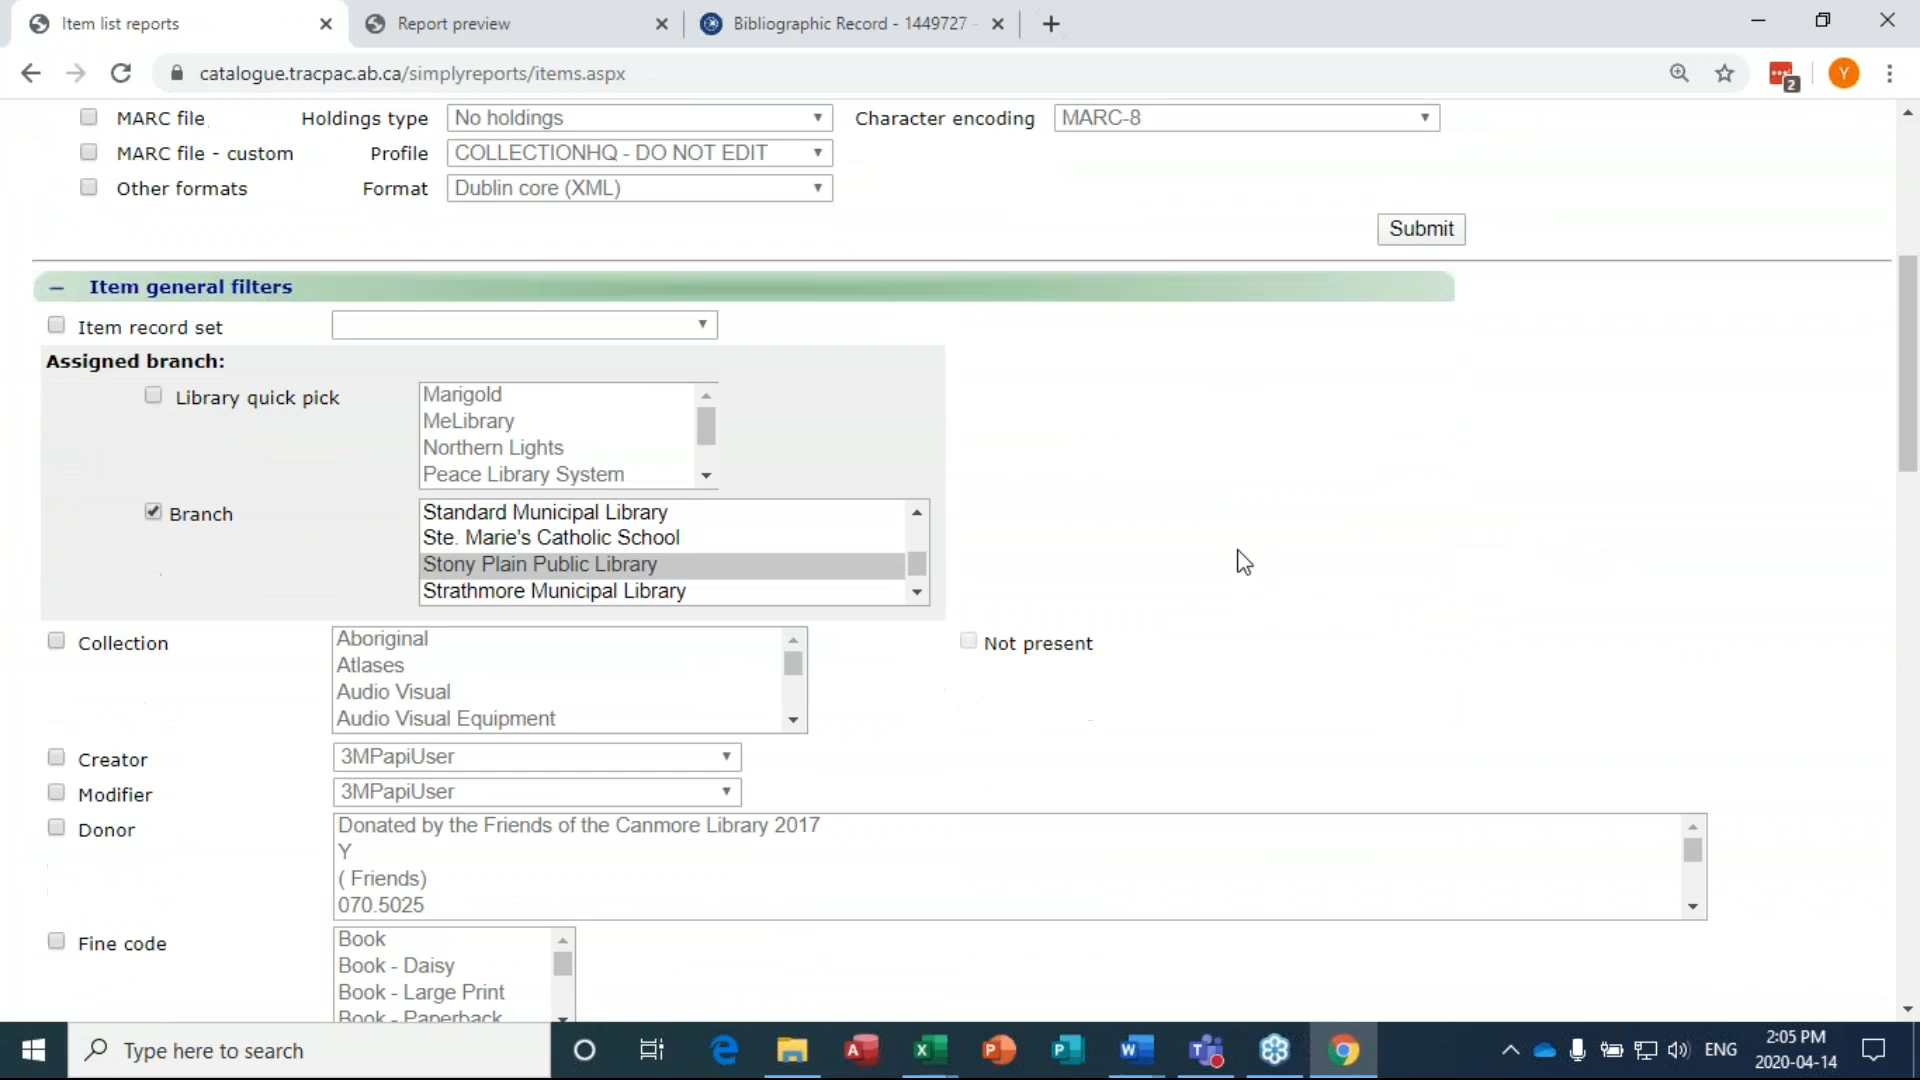 Item list reports
Report preview
Bibliographic Record - 1449727 -
catalogue.tracpac.ab.ca/simplyreports/items.aspx
2
Y
MARC file
Holdings type
No holdings
Character encoding
MARC-8
MARC file - custom
Profile
COLLECTIONHQ - DO NOT EDIT
Other formats
Format
Dublin core (XML)
Submit
Item general filters
Item record set
Assigned branch:
Library quick pick
Marigold
MeLibrary
Northern Lights
Peace Library System
Branch
Standard Municipal Library
Ste. Marie's Catholic School
Stony Plain Public Library
Strathmore Municipal Library
Collection
Aboriginal
Atlases
Audio Visual
Audio Visual Equipment
Not present
Creator
3MPapiUser
Modifier
3MPapiUser
Donor
Donated by the Friends of the Canmore Library 2017
Y
( Friends)
070.5025
Fine code
Book
Book - Daisy
Book - Large Print
Book - Paperback
Type here to search
ENG
2:05 PM
2020-04-14